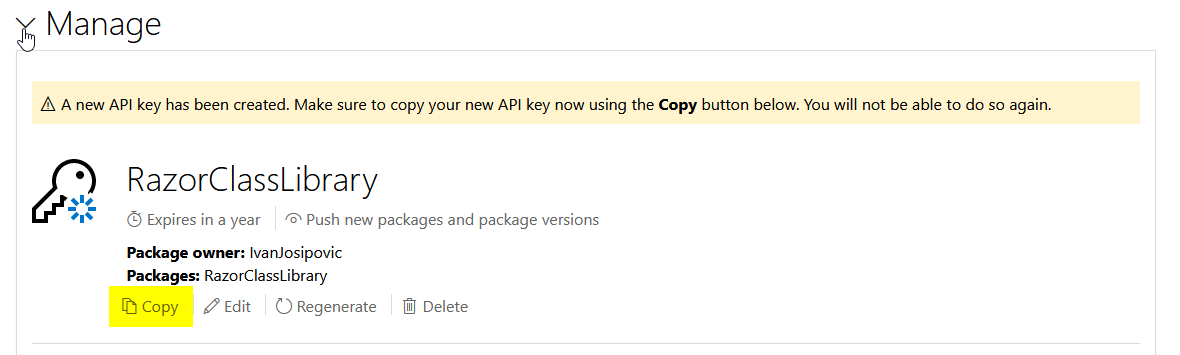 Manage
A new API key has been created. Make sure to copy your new API key now using the Copy button below. You will not be able to do so again.
RazorClassLibrary
Expires in a year Push new packages and package versions
Package owner: IvanJosipovic
Packages: RazorClassLibrary
Copy Edit Regenerate Delete